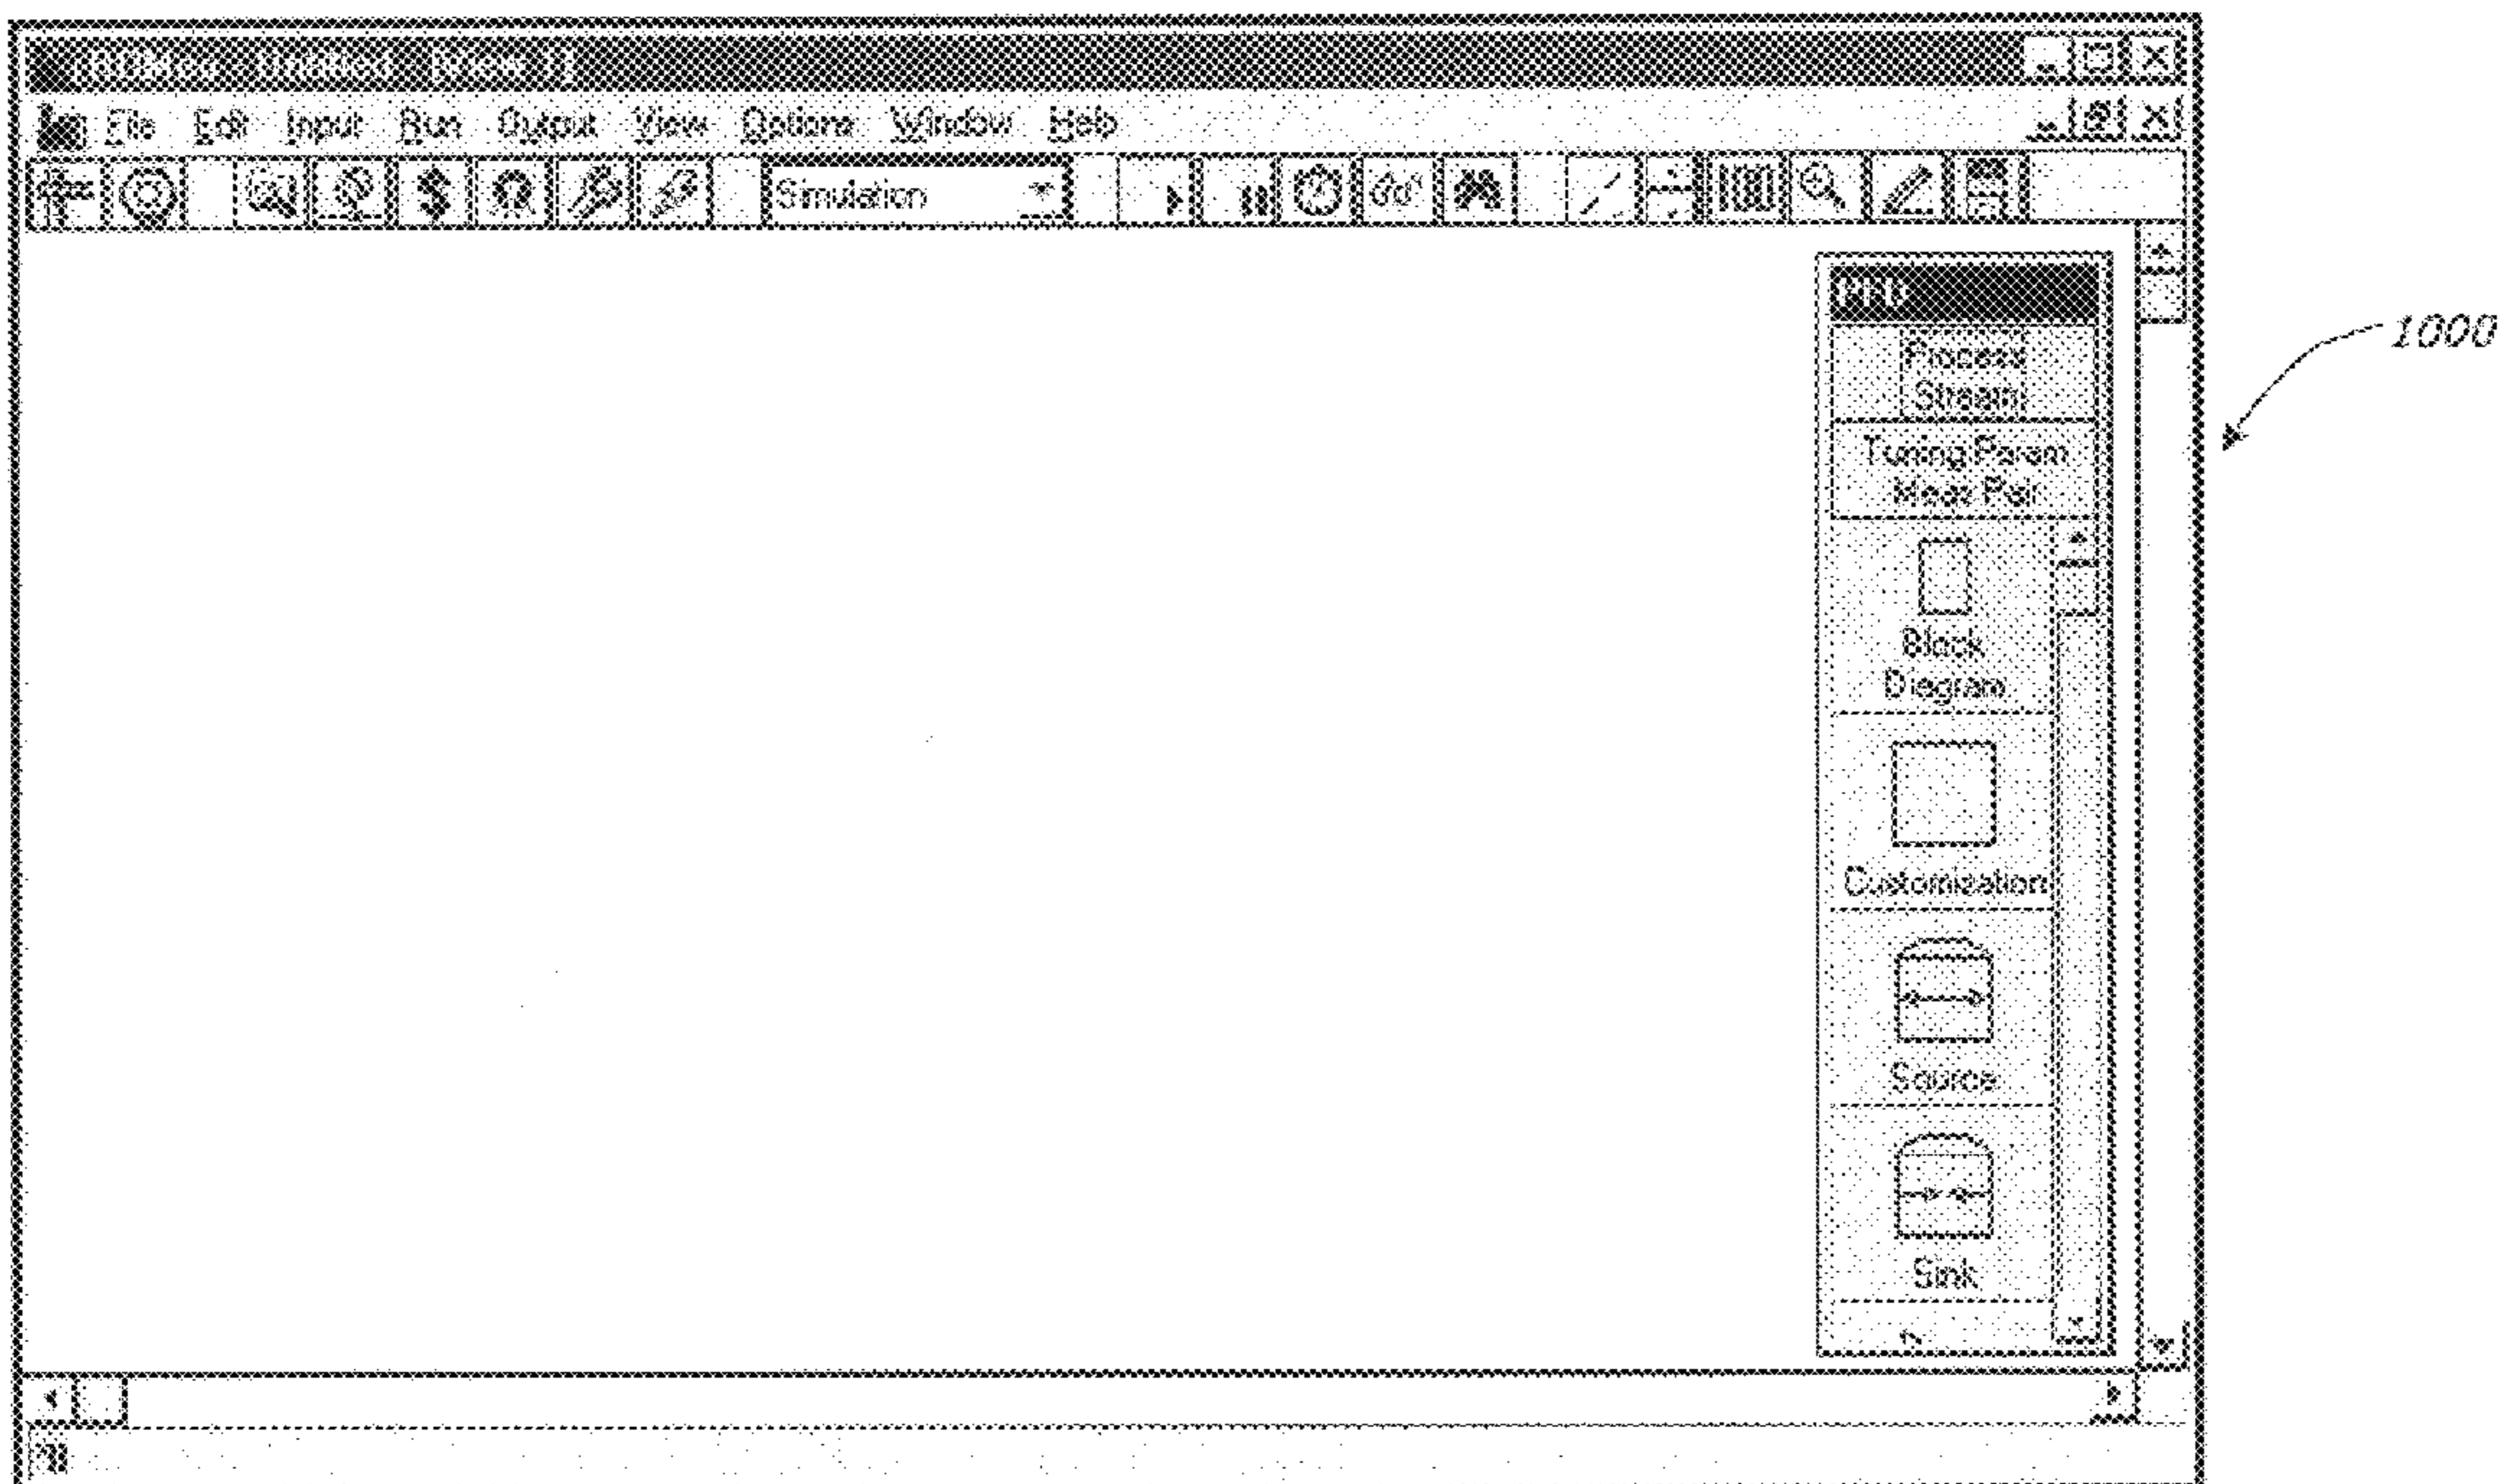 File Edit Input Run Output View Options Window Help
Simulation
PFD
1000
Process
Stream
Tuning Param
Meas Pair
Block
Diagram
Customization
Source
Sink